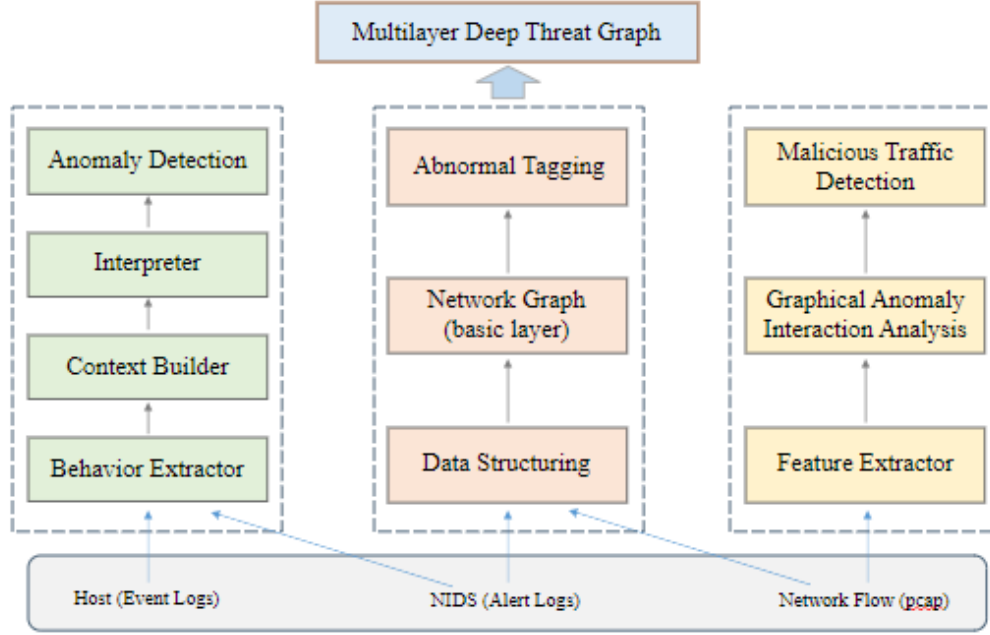 Multilayer Deep Threat Graph
Anomaly Detection
Interpreter
Context Builder
Behavior Extractor
Abnormal Tagging
Network Graph
(basic layer)
Data Structuring
Malicious Traffic
Detection
Graphical Anomaly
Interaction Analysis
Feature Extractor
Host (Event Logs)
NIDS (Alert Logs)
Network Flow (pcap)